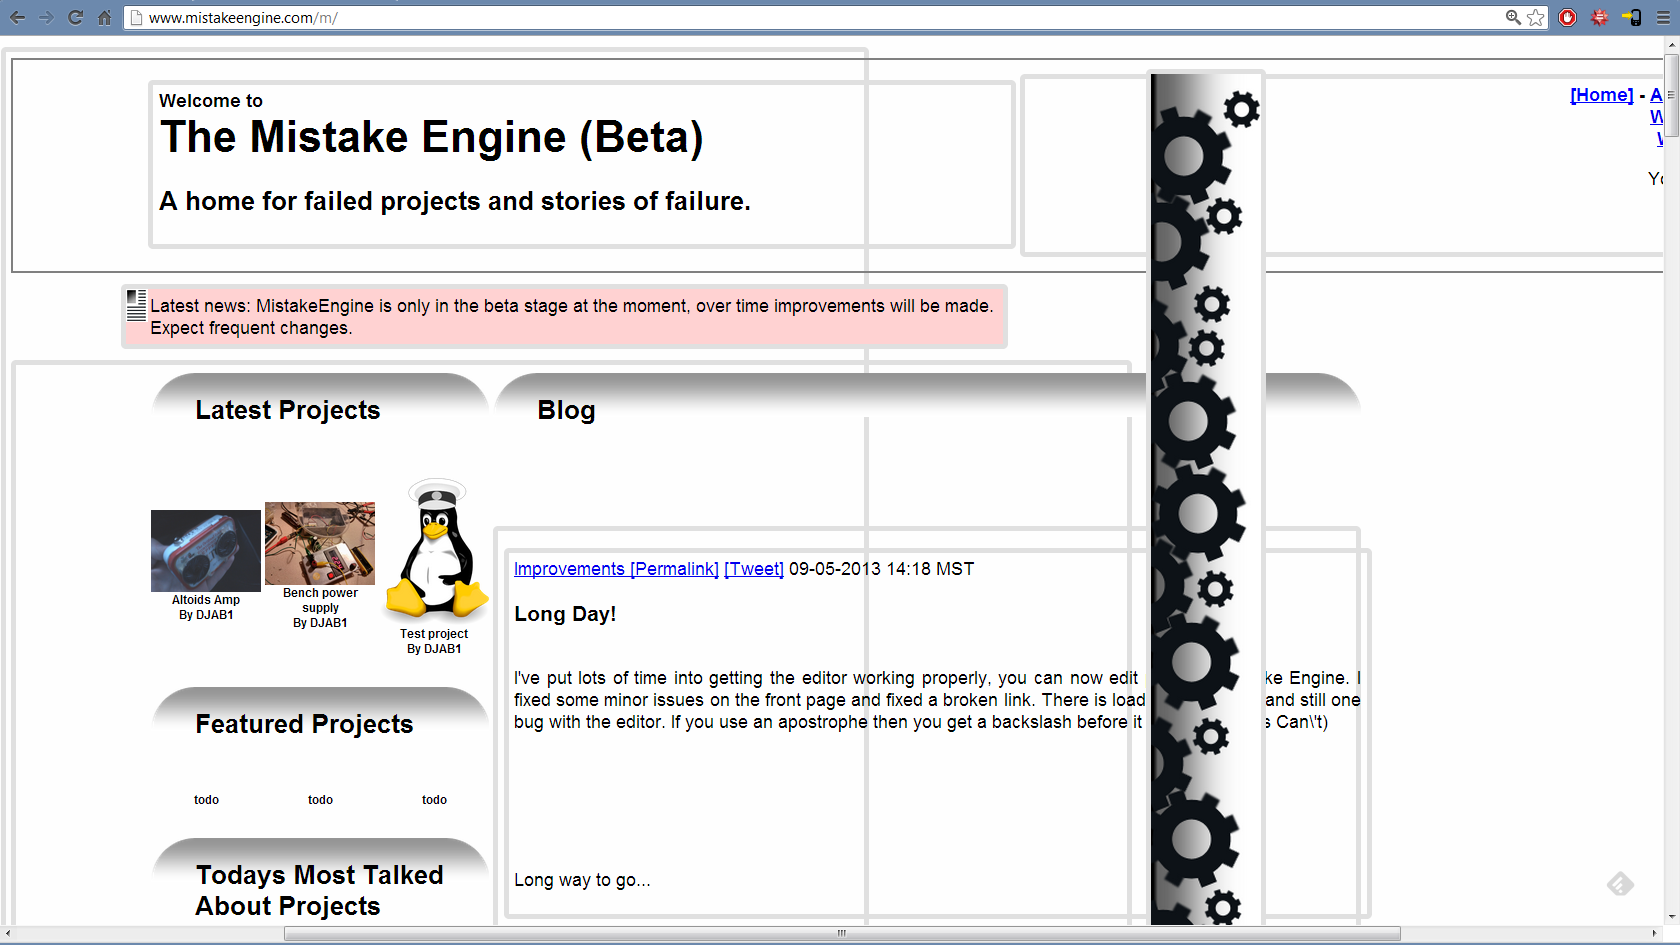 www.mistakeengine.com/m/
Welcome to
The Mistake Engine (Beta)
A home for failed projects and stories of failure.
[Home] - A
W
Yo
Latest news: MistakeEngine is only in the beta stage at the moment, over time improvements will be made.
Expect frequent changes.
Latest Projects
Altoids Amp
By DJAB1
Bench power
supply
By DJAB1
Test project
By DJAB1
Featured Projects
todo todo todo
Todays Most Talked
About Projects
Blog
Improvements [Permalink] [Tweet] 09-05-2013 14:18 MST
Long Day!
I've put lots of time into getting the editor working properly, you can now edit ke Engine. I
fixed some minor issues on the front page and fixed a broken link. There is load and still one
bug with the editor. If you use an apostrophe then you get a backslash before it s Can\'t)
Long way to go...